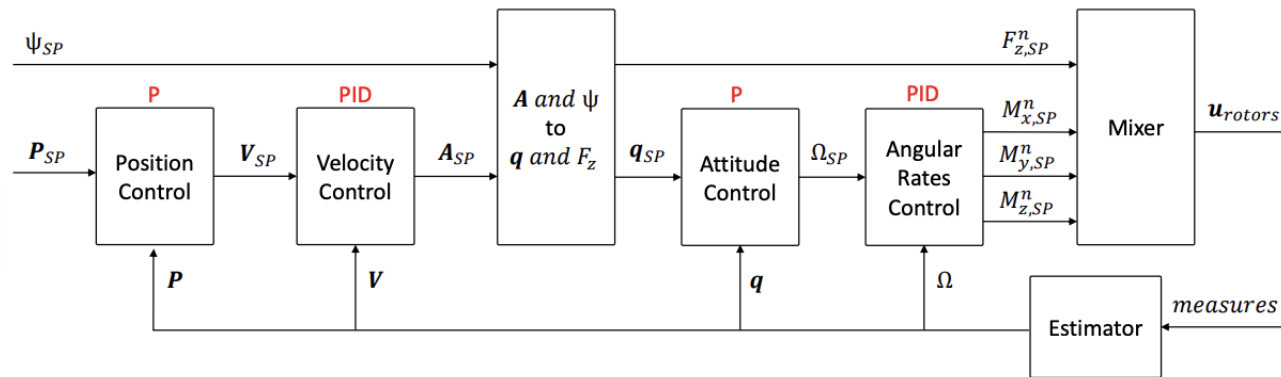 ψ_SP
P
PID
P
PID
P_SP
Position
Control
V_SP
Velocity
Control
A_SP
A and ψ
to
q and F_z
q_SP
Attitude
Control
Ω_SP
Angular
Rates
Control
F^n_z,SP
M^n_x,SP
M^n_y,SP
M^n_z,SP
Mixer
u_rotors
P
V
q
Ω
Estimator
measures